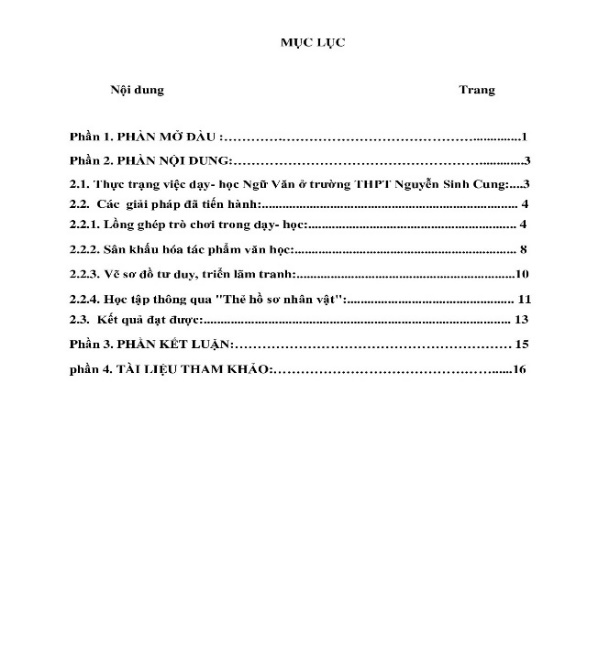 MỤC LỤC
Nội dung Trang
Phần 1. PHẦN MỞ ĐẦU :…………….……………………………………..............1
Phần 2. PHẦN NỘI DUNG:…………………………………………….............3
2.1. Thực trạng việc dạy- học Ngữ Văn ở trường THPT Nguyễn Sinh Cung:....3
2.2. Các giải pháp đã tiến hành:................................................................ 4
2.2.1. Lồng ghép trò chơi trong dạy- học:.................................................... 4
2.2.2. Sân khấu hóa tác phẩm văn học:........................................................ 8
2.2.3. Vẽ sơ đồ tư duy, triển lãm tranh:.......................................................10
2.2.4. Học tập thông qua "Thẻ hồ sơ nhân vật":.......................................... 11
2.3. Kết quả đạt được:............................................................................. 13
Phần 3. PHẦN KẾT LUẬN:……………………………………………………… 15
phần 4. TÀI LIỆU THAM KHẢO:…………………………………………......16